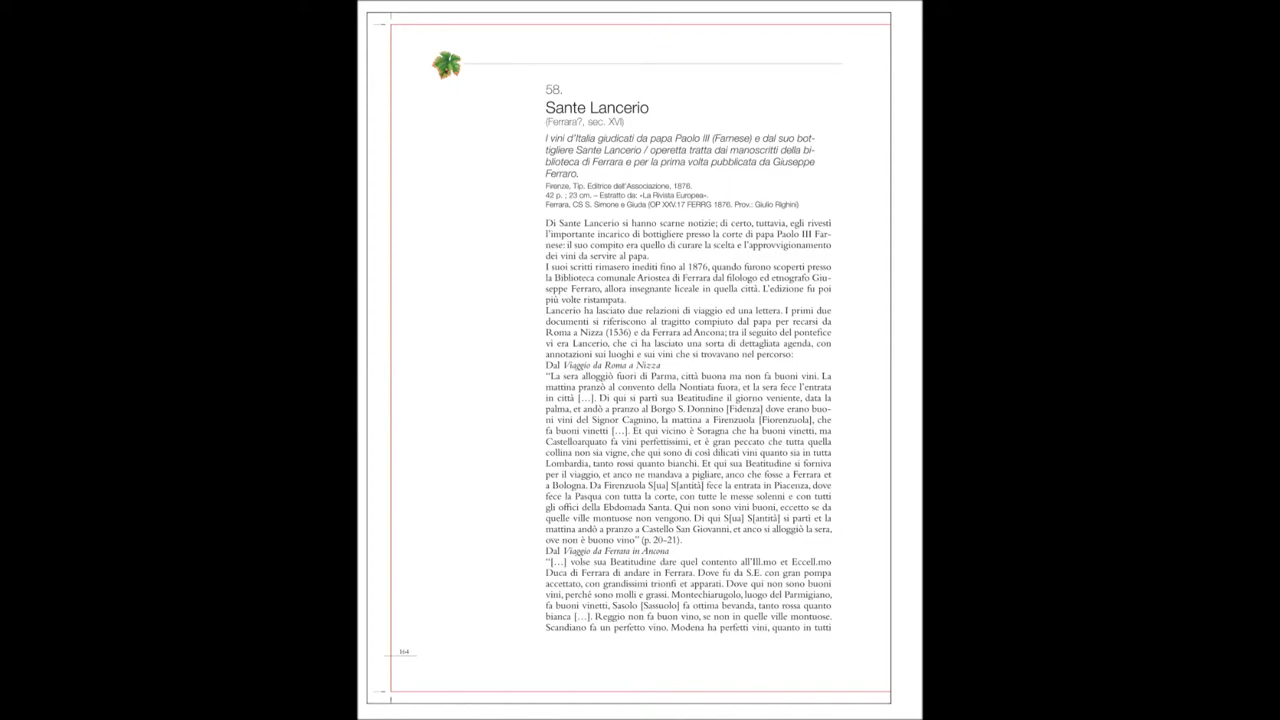 58.
Sante Lancerio
(Ferrara?, sec. XVI)
I vini d'Italia giudicati da papa Paolo III (Farnese) e dal suo bot-
tigliere Sante Lancerio / operetta tratta dai manoscritti della bi-
blioteca di Ferrara e per la prima volta pubblicata da Giuseppe
Ferraro.
Firenze, Tip. Editrice dell'Associazione, 1876.
42 p. ; 23 cm. – Estratto da: «La Rivista Europea».
Ferrara, CS S. Simone e Giuda (OP XXV.17 FERRG 1876. Prov.: Giulio Righini)
Di Sante Lancerio si hanno scarne notizie; di certo, tuttavia, egli rivestì
l'importante incarico di bottigliere presso la corte di papa Paolo III Far-
nese: il suo compito era quello di curare la scelta e l'approvvigionamento
dei vini da servire al papa.
I suoi scritti rimasero inediti fino al 1876, quando furono scoperti presso
la Biblioteca comunale Ariostea di Ferrara dal filologo ed etnografo Giu-
seppe Ferraro, allora insegnante liceale in quella città. L'edizione fu poi
più volte ristampata.
Lancerio ha lasciato due relazioni di viaggio ed una lettera. I primi due
documenti si riferiscono al tragitto compiuto dal papa per recarsi da
Roma a Nizza (1536) e da Ferrara ad Ancona; tra il seguito del pontefice
vi era Lancerio, che ci ha lasciato una sorta di dettagliata agenda, con
annotazioni sui luoghi e sui vini che si trovavano nel percorso:
Dal Viaggio da Roma a Nizza
“La sera alloggiò fuori di Parma, città buona ma non fa buoni vini. La
mattina pranzò al convento della Nontiata fuora, et la sera fece l'entrata
in città […]. Di qui si partì sua Beatitudine il giorno veniente, data la
palma, et andò a pranzo al Borgo S. Donnino [Fidenza] dove erano buo-
ni vini del Signor Cagnino, la mattina a Firenzuola [Fiorenzuola], che
fa buoni vinetti […]. Et qui vicino è Soragna che ha buoni vinetti, ma
Castelloarquato fa vini perfettissimi, et è gran peccato che tutta quella
collina non sia vigne, che qui sono di così dilicati vini quanto sia in tutta
Lombardia, tanto rossi quanto bianchi. Et qui sua Beatitudine si forniva
per il viaggio, et anco ne mandava a pigliare, anco che fosse a Ferrara et
a Bologna. Da Firenzuola S[ua] S[antità] fece la entrata in Piacenza, dove
fece la Pasqua con tutta la corte, con tutte le messe solenni e con tutti
gli offici della Ebdomada Santa. Qui non sono vini buoni, eccetto se da
quelle ville montuose non vengono. Di qui S[ua] S[antità] si partì et la
mattina andò a pranzo a Castello San Giovanni, et anco si alloggiò la sera,
ove non è buono vino” (p. 20-21).
Dal Viaggio da Ferrara in Ancona
“[…] volse sua Beatitudine dare quel contento all'Ill.mo et Eccell.mo
Duca di Ferrara di andare in Ferrara. Dove fu da S.E. con gran pompa
accettato, con grandissimi trionfi et apparati. Dove qui non sono buoni
vini, perché sono molli e grassi. Montechiarugolo, luogo del Parmigiano,
fa buoni vinetti, Sasolo [Sassuolo] fa ottima bevanda, tanto rossa quanto
bianca […]. Reggio non fa buon vino, se non in quelle ville montuose.
Scandiano fa un perfetto vino. Modena ha perfetti vini, quanto in tutti
164